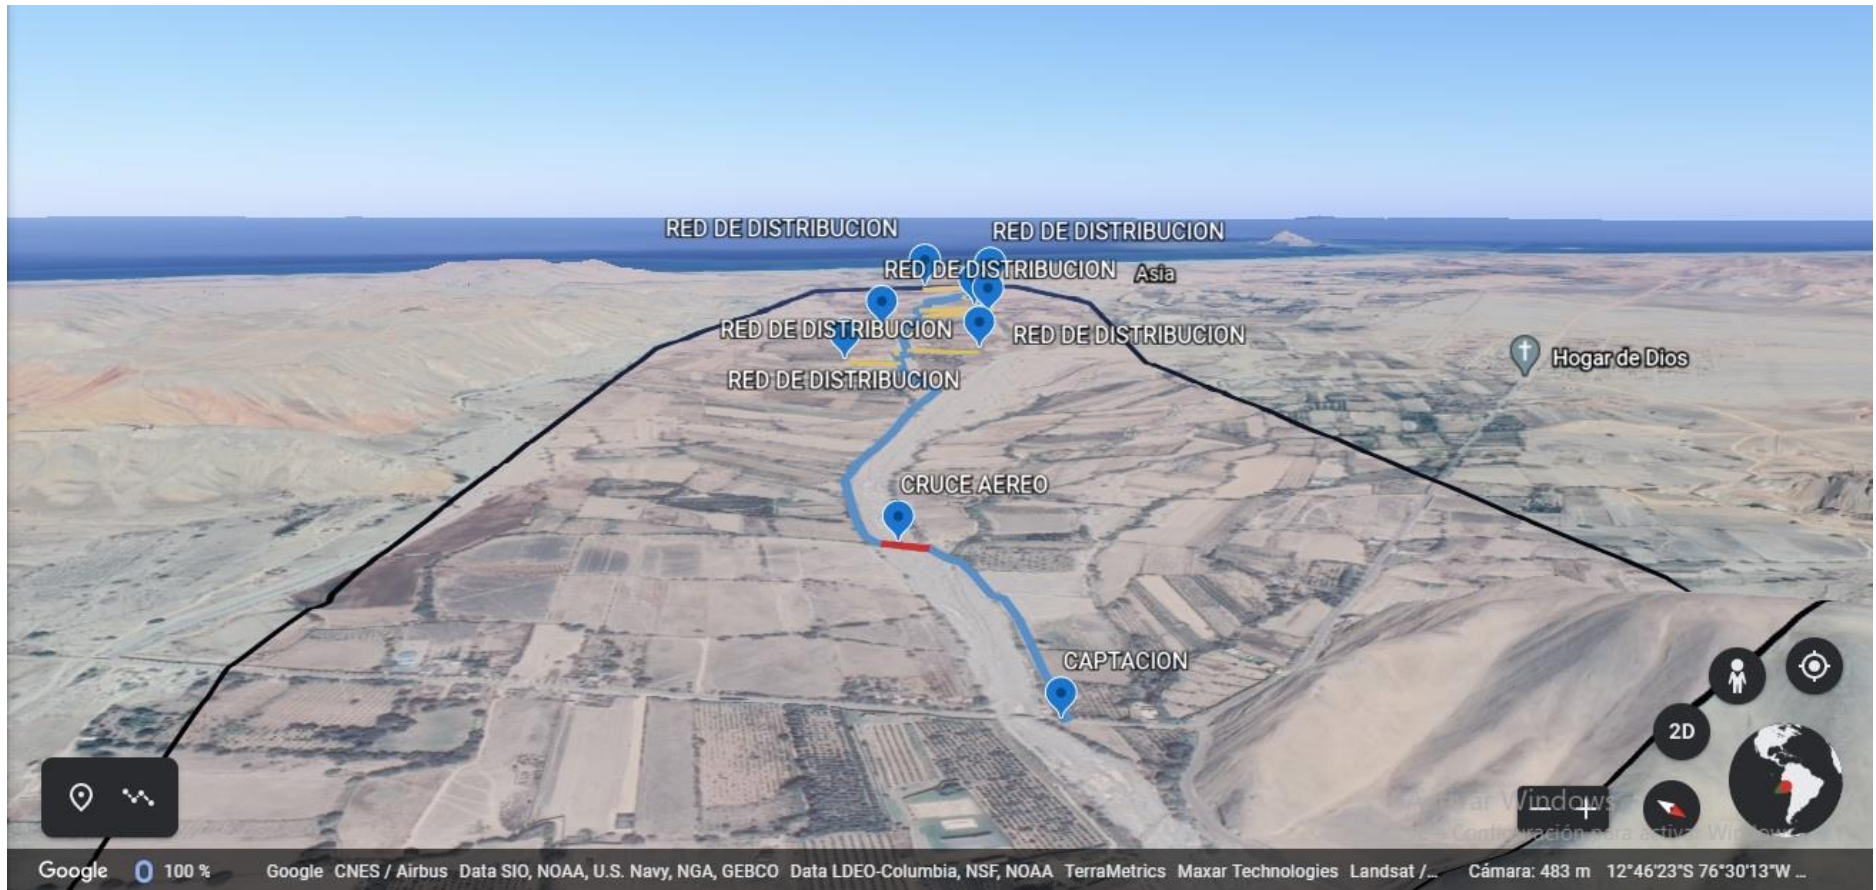 RED DE DISTRIBUCION
RED DE DISTRIBUCION
RED DE DISTRIBUCION
Asia
RED DE DISTRIBUCION
RED DE DISTRIBUCION
Hogar de Dios
RED DE DISTRIBUCION
CRUCE AEREO
CAPTACION
2D
Google
100 %
Google CNES / Airbus Data SIO, NOAA, U.S. Navy, NGA, GEBCO Data LDEO-Columbia, NSF, NOAA TerraMetrics Maxar Technologies Landsat /...
Cámara: 483 m 12°46'23"S 76°30'13"W ...